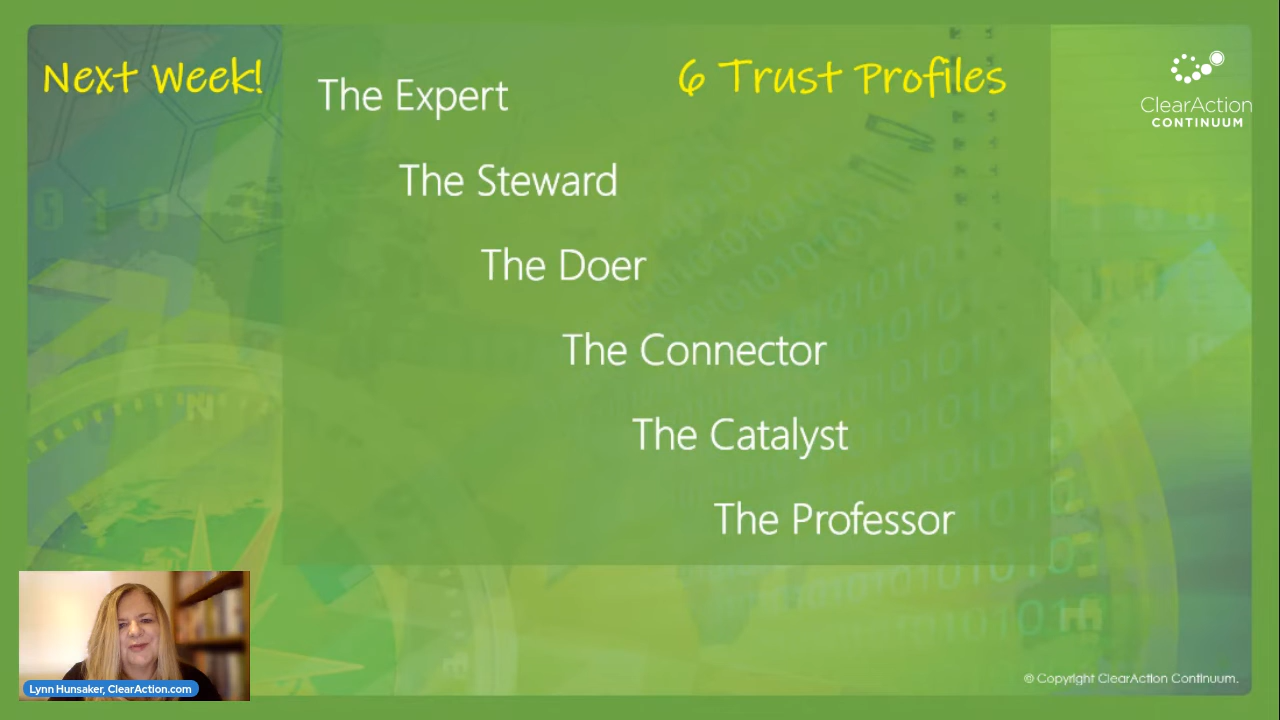 Next Week!
6 Trust Profiles
ClearAction
CONTINUUM
The Expert
The Steward
The Doer
The Connector
The Catalyst
The Professor
Lynn Hunsaker, ClearAction.com
© Copyright ClearAction Continuum.